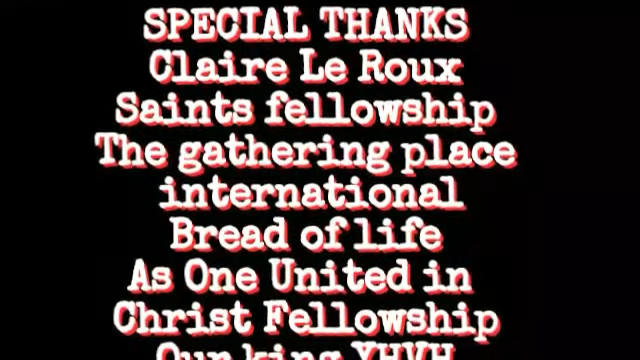 SPECIAL THANKS
Claire Le Roux
Saints fellowship
The gathering place
international
Bread of life
As One United in
Christ Fellowship
Our king YHVH